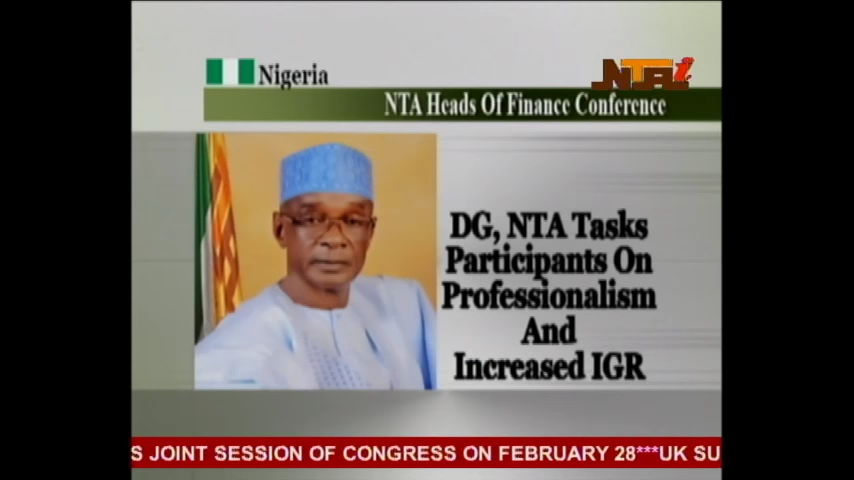 Nigeria
NTAi
NTA Heads Of Finance Conference
DG, NTA Tasks
Participants On
Professionalism
And
Increased IGR
S JOINT SESSION OF CONGRESS ON FEBRUARY 28***UK SU